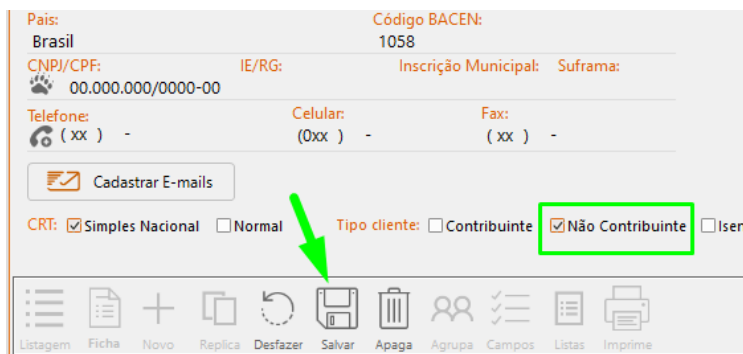 Pais: Código BACEN:
Brasil 1058
CNPJ/CPF: IE/RG: Inscrição Municipal: Suframa:
00.000.000/0000-00
Telefone: Celular: Fax:
( xx ) - (0xx ) - ( xx ) -
Cadastrar E-mails
CRT: Simples Nacional Normal Tipo cliente: Contribuinte Não Contribuinte Isen
Listagem Ficha Novo Replica Desfazer Salvar Apaga Agrupa Campos Listas Imprime